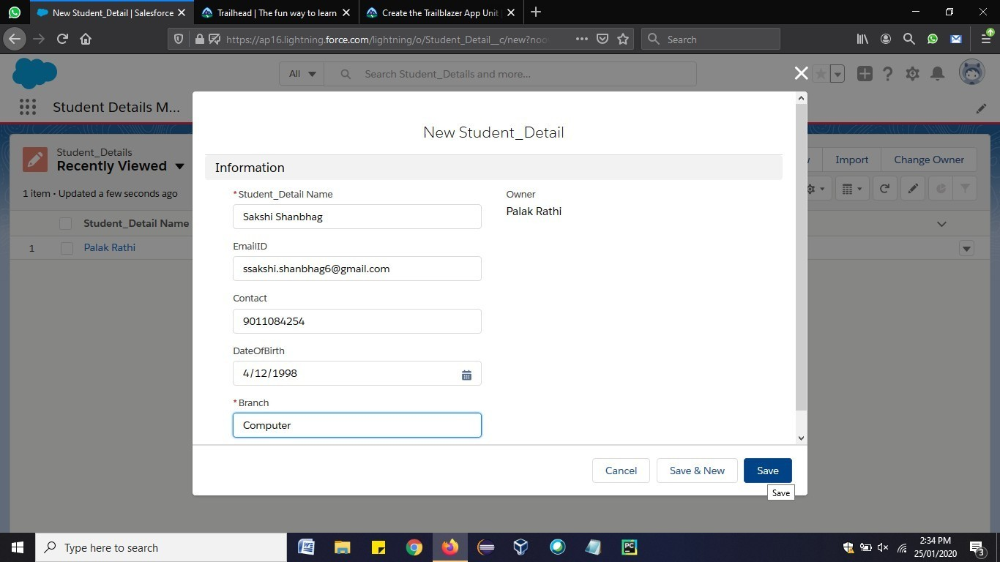 New Student_Detail | Salesforce
Trailhead | The fun way to learn
Create the Trailblazer App Unit
https://ap16.lightning.force.com/lightning/o/Student_Detail__c/new?noo
Search
All
Search Student_Details and more...
Student Details M...
Student_Details
Recently Viewed
Import
Change Owner
1 item • Updated a few seconds ago
Student_Detail Name
1
Palak Rathi
New Student_Detail
Information
*Student_Detail Name
Owner
Sakshi Shanbhag
Palak Rathi
EmailID
ssakshi.shanbhag6@gmail.com
Contact
9011084254
DateOfBirth
4/12/1998
*Branch
Computer
Cancel
Save & New
Save
Save
Type here to search
PC
2:34 PM
25/01/2020
3